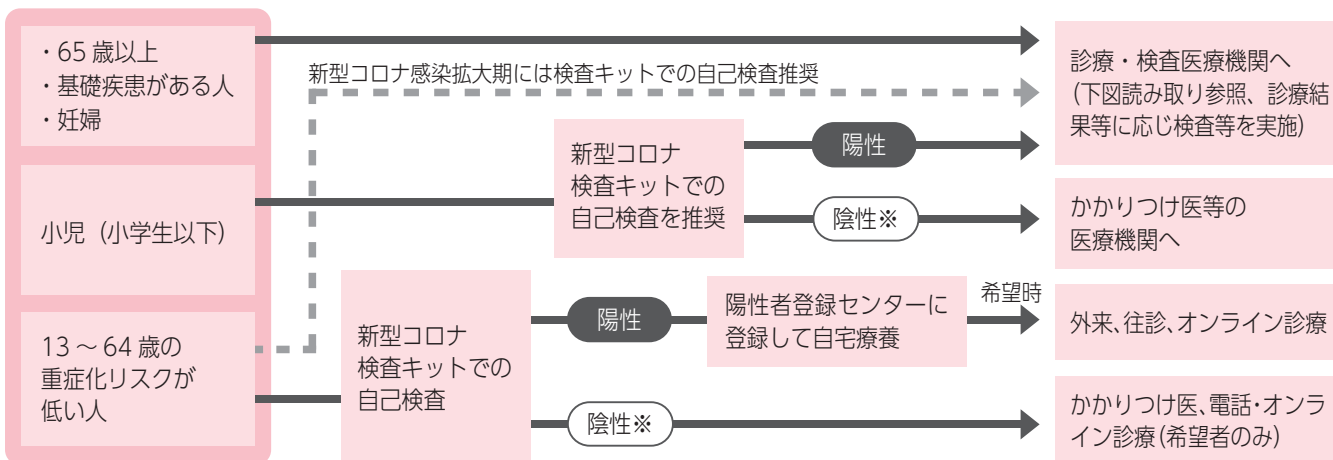 ・65 歳以上
・基礎疾患がある人
・妊婦
新型コロナ感染拡大期には検査キットでの自己検査推奨
診療・検査医療機関へ
(下図読み取り参照、診療結
果等に応じ検査等を実施)
小児（小学生以下）
新型コロナ
検査キットでの
自己検査を推奨
陽性
陰性※
かかりつけ医等の
医療機関へ
13 ～ 64 歳の
重症化リスクが
低い人
新型コロナ
検査キットでの
自己検査
陽性
陽性者登録センターに
登録して自宅療養
希望時
外来、往診、オンライン診療
陰性※
かかりつけ医、電話・オンラ
イン診療(希望者のみ)